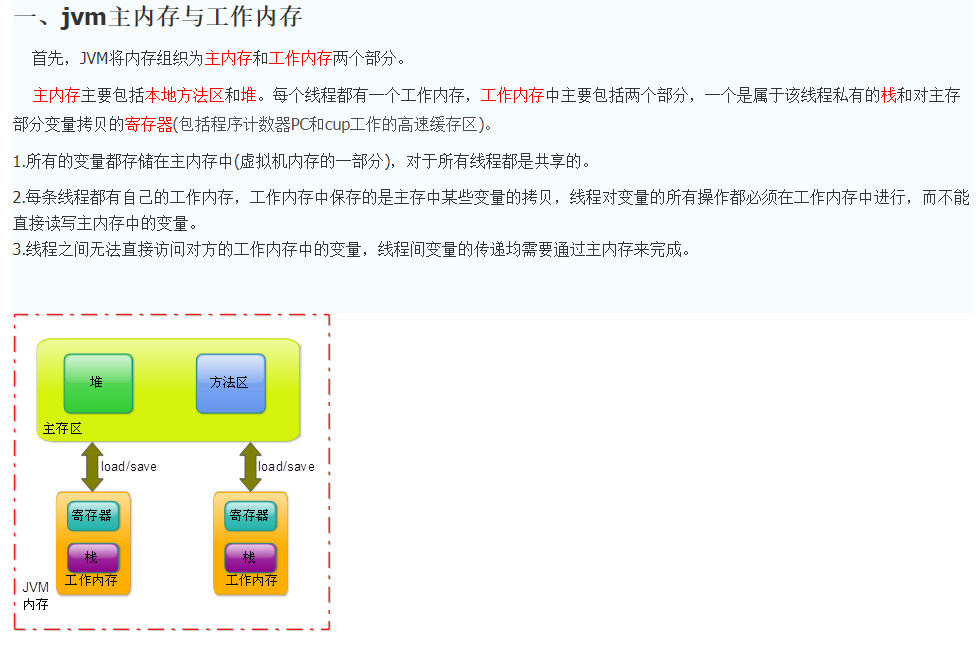 一、jvm主内存与工作内存
首先，JVM将内存组织为主内存和工作内存两个部分。
主内存主要包括本地方法区和堆。每个线程都有一个工作内存，工作内存中主要包括两个部分，一个是属于该线程私有的栈和对主存
部分变量拷贝的寄存器(包括程序计数器PC和cup工作的高速缓存区)。
1.所有的变量都存储在主内存中(虚拟机内存的一部分)，对于所有线程都是共享的。
2.每条线程都有自己的工作内存，工作内存中保存的是主存中某些变量的拷贝，线程对变量的所有操作都必须在工作内存中进行，而不能
直接读写主内存中的变量。
3.线程之间无法直接访问对方的工作内存中的变量，线程间变量的传递均需要通过主内存来完成。
堆 方法区
主存区
load/save load/save
寄存器 寄存器
栈 栈
工作内存 工作内存
JVM
内存